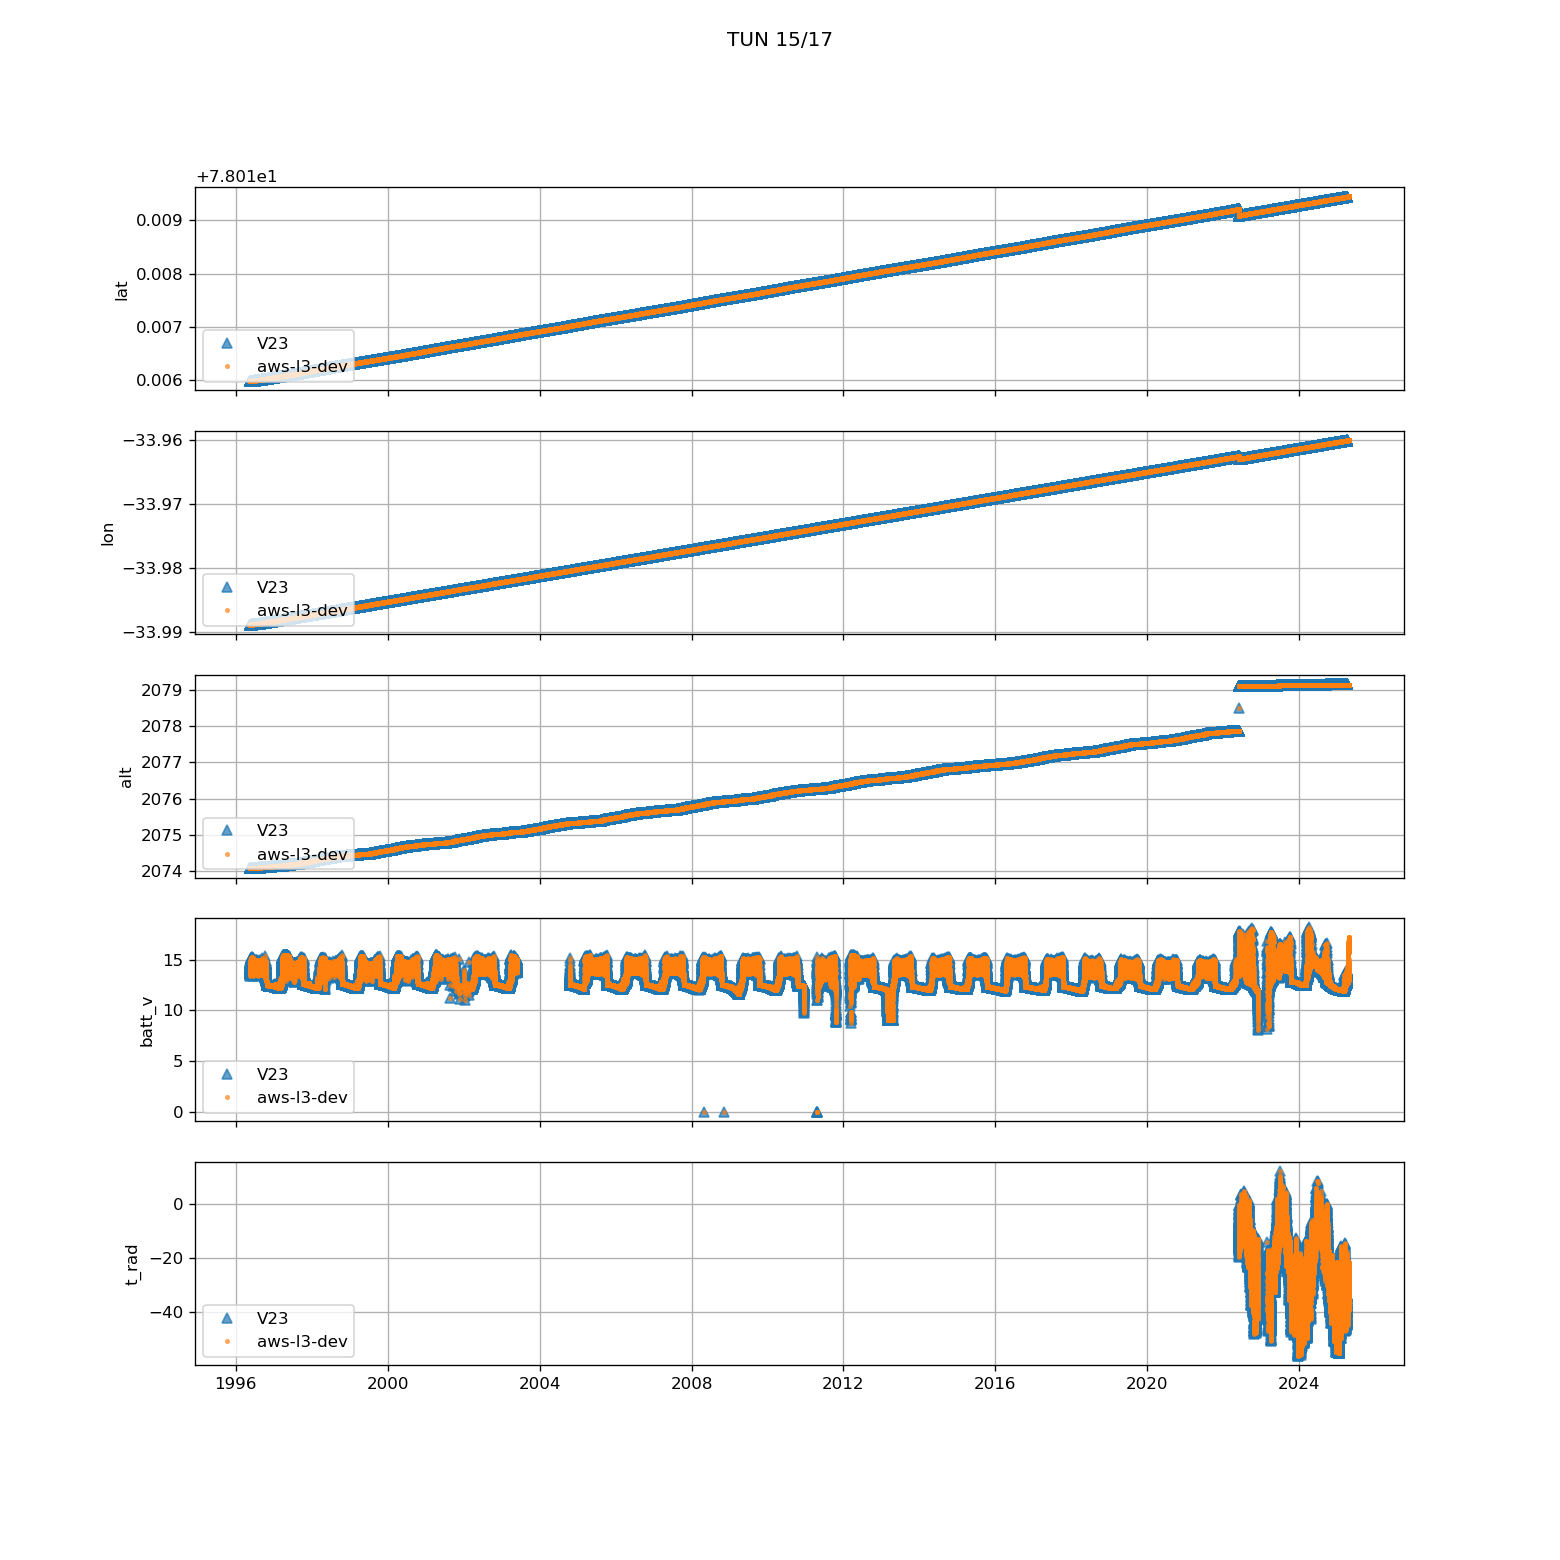 TUN 15/17
+7.801e1
0.009
0.008
0.007
0.006
lat
V23
aws-l3-dev
−33.96
−33.97
−33.98
−33.99
lon
V23
aws-l3-dev
2079
2078
2077
2076
2075
2074
alt
V23
aws-l3-dev
15
10
5
0
batt_v
V23
aws-l3-dev
0
−20
−40
t_rad
V23
aws-l3-dev
1996 2000 2004 2008 2012 2016 2020 2024